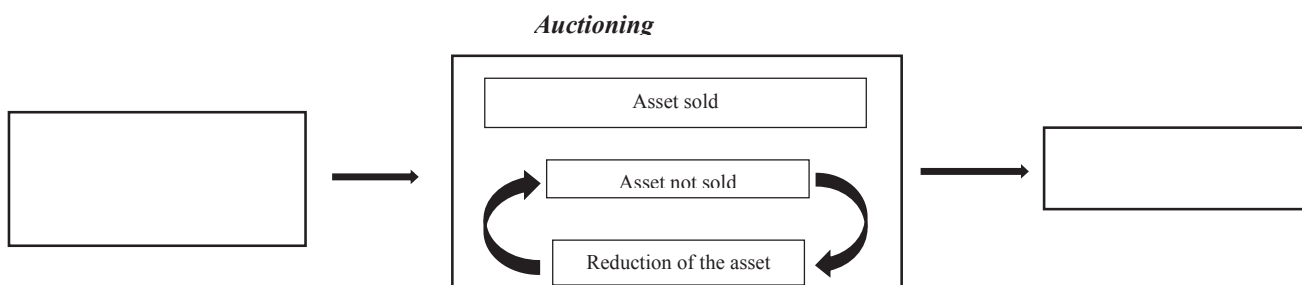 Auctioning
Asset sold
Asset not sold
Reduction of the asset